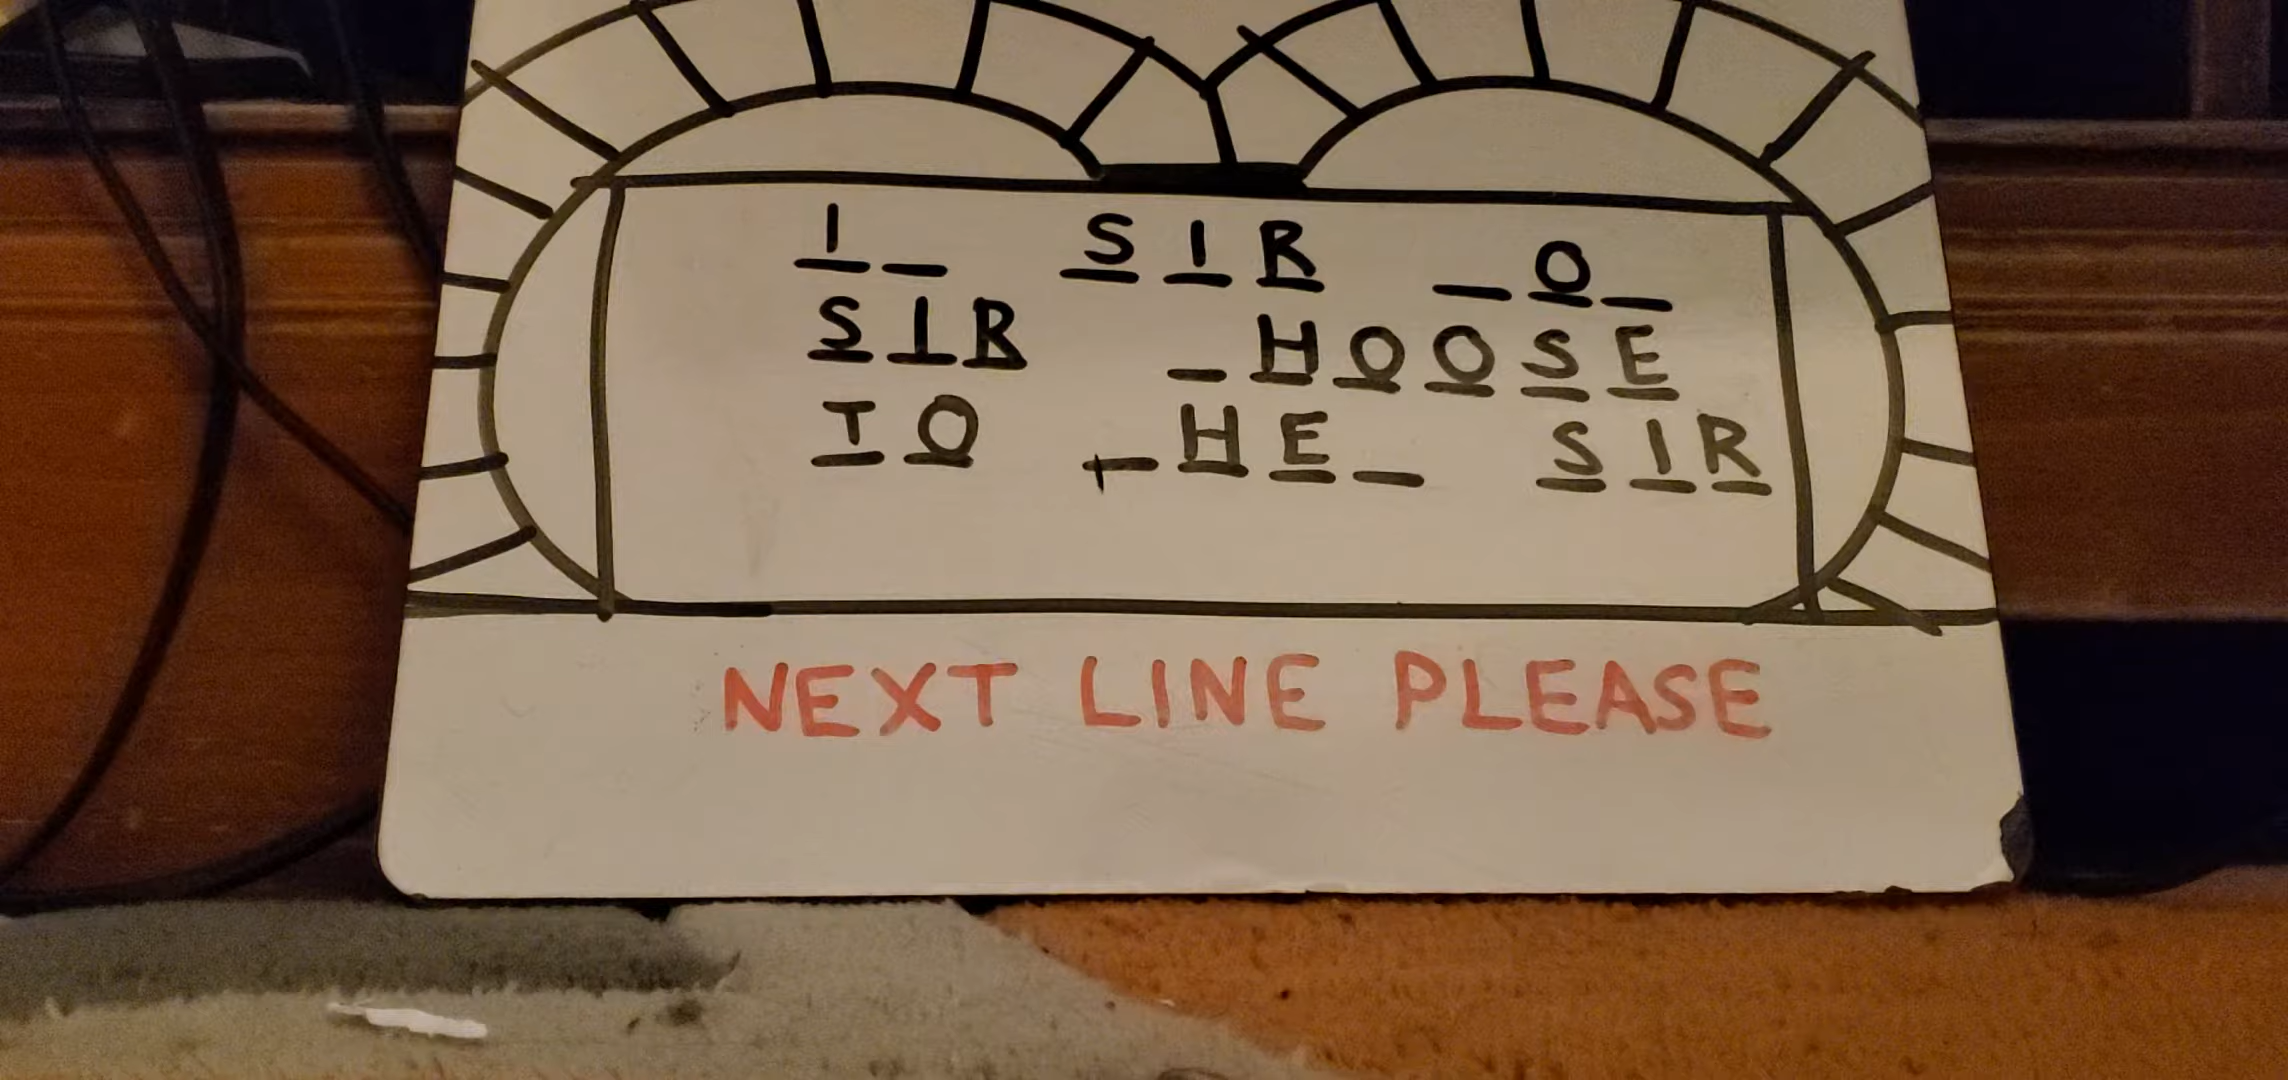 I_ SIR _O_
SIR _HOOSE
TO _HE_ SIR
NEXT LINE PLEASE